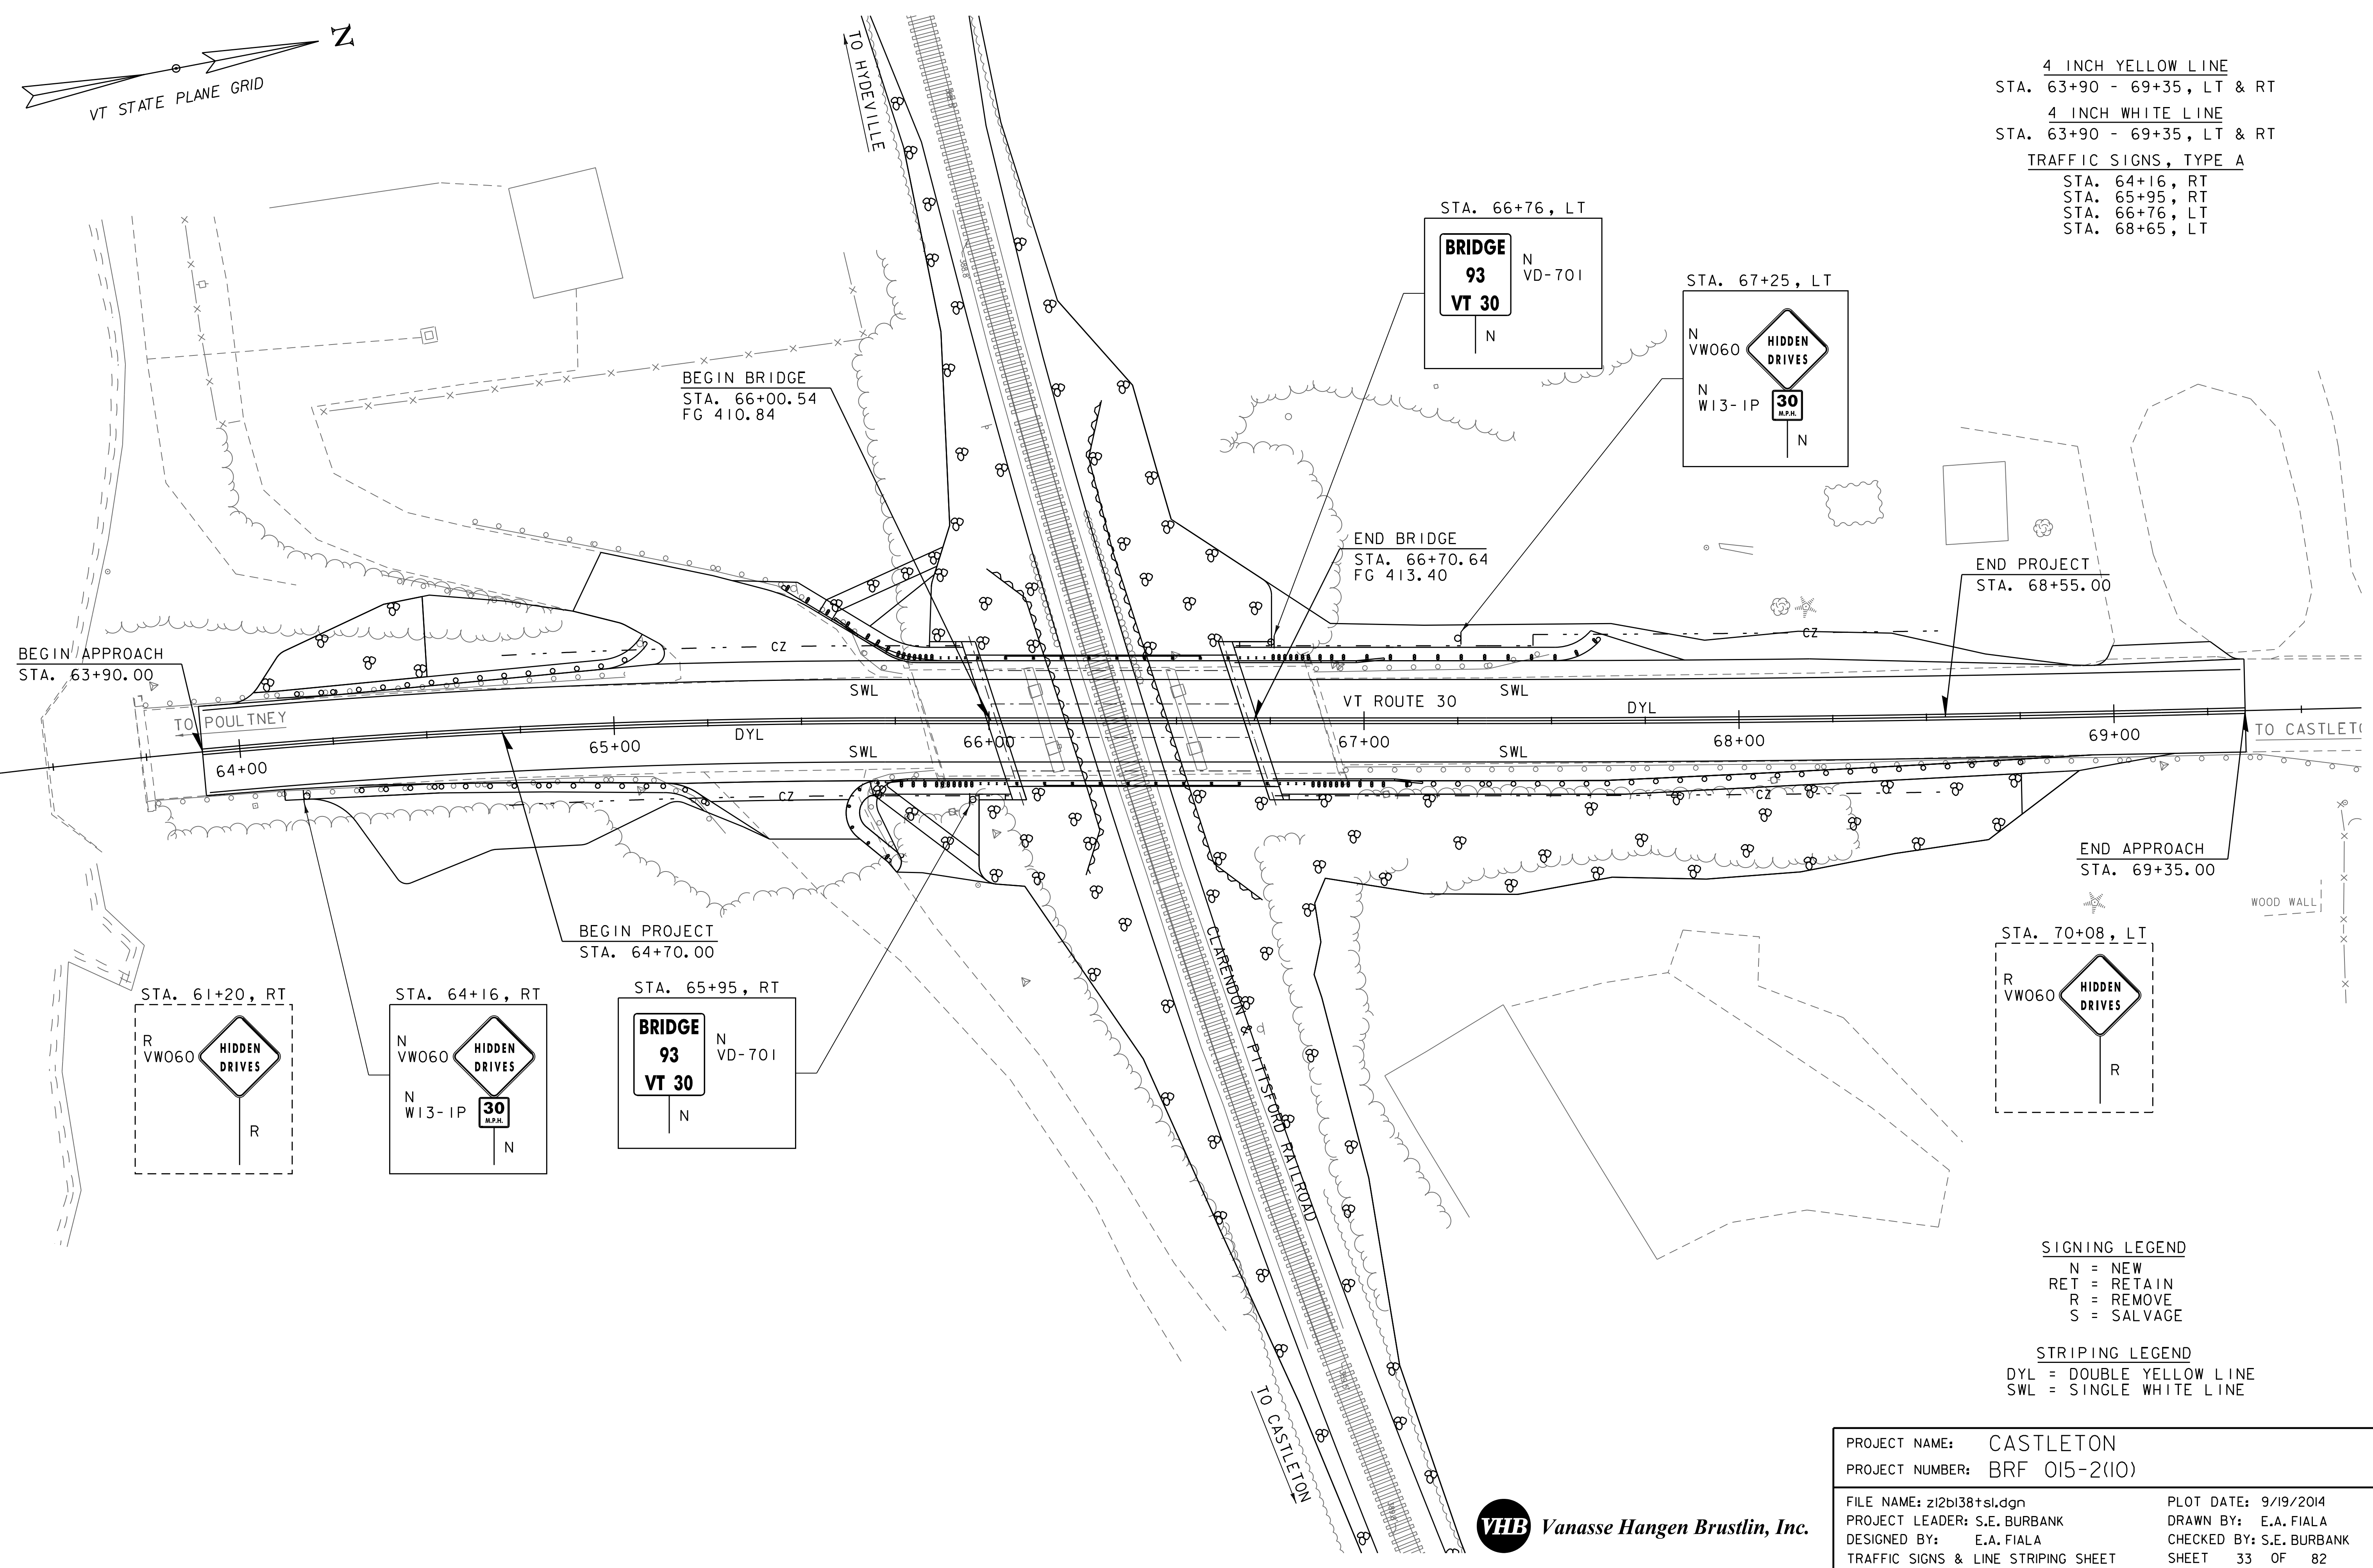 N
VT STATE PLANE GRID
TO HYDEVILLE
4 INCH YELLOW LINE
STA. 63+90 - 69+35, LT & RT
4 INCH WHITE LINE
STA. 63+90 - 69+35, LT & RT
TRAFFIC SIGNS, TYPE A
STA. 64+16, RT
STA. 65+95, RT
STA. 66+76, LT
STA. 68+65, LT
STA. 66+76, LT
BRIDGE
93
VT 30
N
VD-701
N
STA. 67+25, LT
N
VW060
HIDDEN
DRIVES
N
W13-1P
30
M.P.H.
N
BEGIN BRIDGE
STA. 66+00.54
FG 410.84
END BRIDGE
STA. 66+70.64
FG 413.40
END PROJECT
STA. 68+55.00
BEGIN APPROACH
STA. 63+90.00
CZ
CZ
SWL
SWL
VT ROUTE 30
DYL
TO POULTNEY
DYL
64+00
65+00
66+00
67+00
68+00
69+00
SWL
SWL
CZ
CZ
END APPROACH
STA. 69+35.00
WOOD WALL
BEGIN PROJECT
STA. 64+70.00
CLARENDON & PITTSFORD RAILROAD
STA. 61+20, RT
R
VW060
HIDDEN
DRIVES
R
STA. 64+16, RT
N
VW060
HIDDEN
DRIVES
N
W13-1P
30
M.P.H.
N
STA. 65+95, RT
BRIDGE
93
VT 30
N
VD-701
N
STA. 70+08, LT
R
VW060
HIDDEN
DRIVES
R
SIGNING LEGEND
N = NEW
RET = RETAIN
R = REMOVE
S = SALVAGE
STRIPING LEGEND
DYL = DOUBLE YELLOW LINE
SWL = SINGLE WHITE LINE
TO CASTLETON
VHB Vanasse Hangen Brustlin, Inc.
PROJECT NAME: CASTLETON
PROJECT NUMBER: BRF 015-2(10)
FILE NAME: z12b138tsl.dgn
PLOT DATE: 9/19/2014
PROJECT LEADER: S.E. BURBANK
DRAWN BY: E.A. FIALA
DESIGNED BY: E.A. FIALA
CHECKED BY: S.E. BURBANK
TRAFFIC SIGNS & LINE STRIPING SHEET
SHEET 33 OF 82